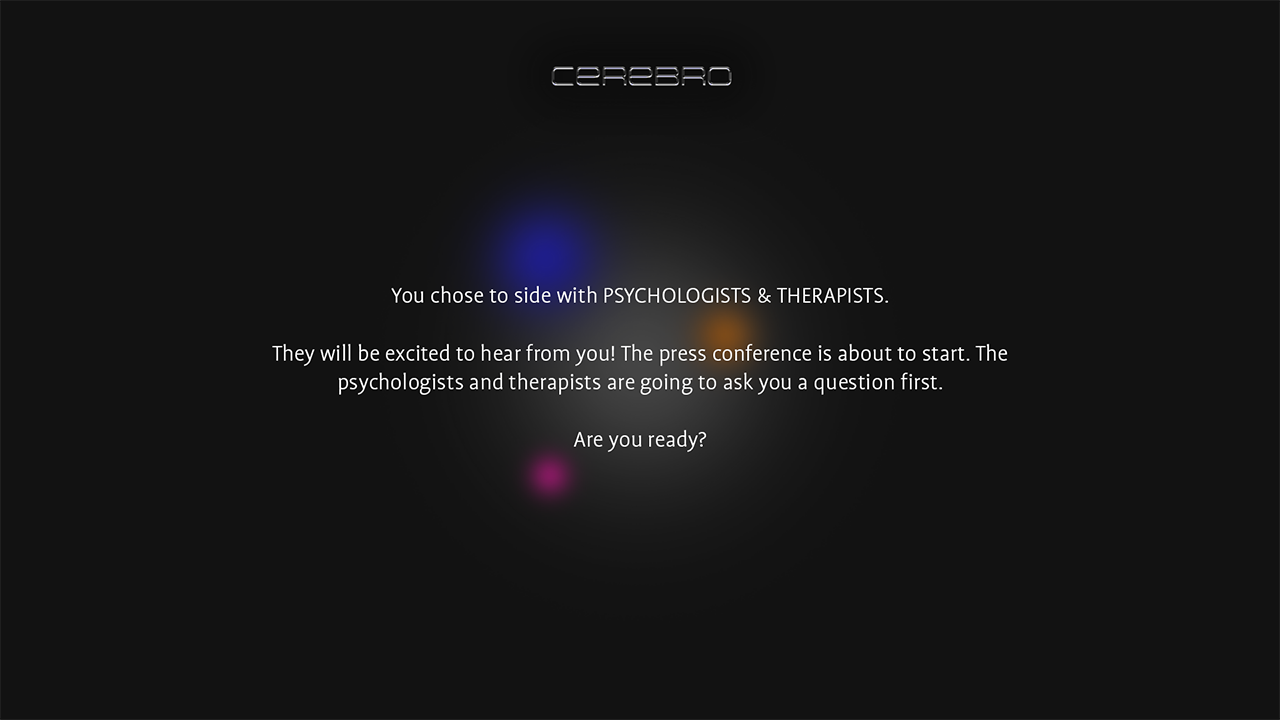 CEREBRO
You chose to side with PSYCHOLOGISTS & THERAPISTS.
They will be excited to hear from you! The press conference is about to start. The
psychologists and therapists are going to ask you a question first.
Are you ready?